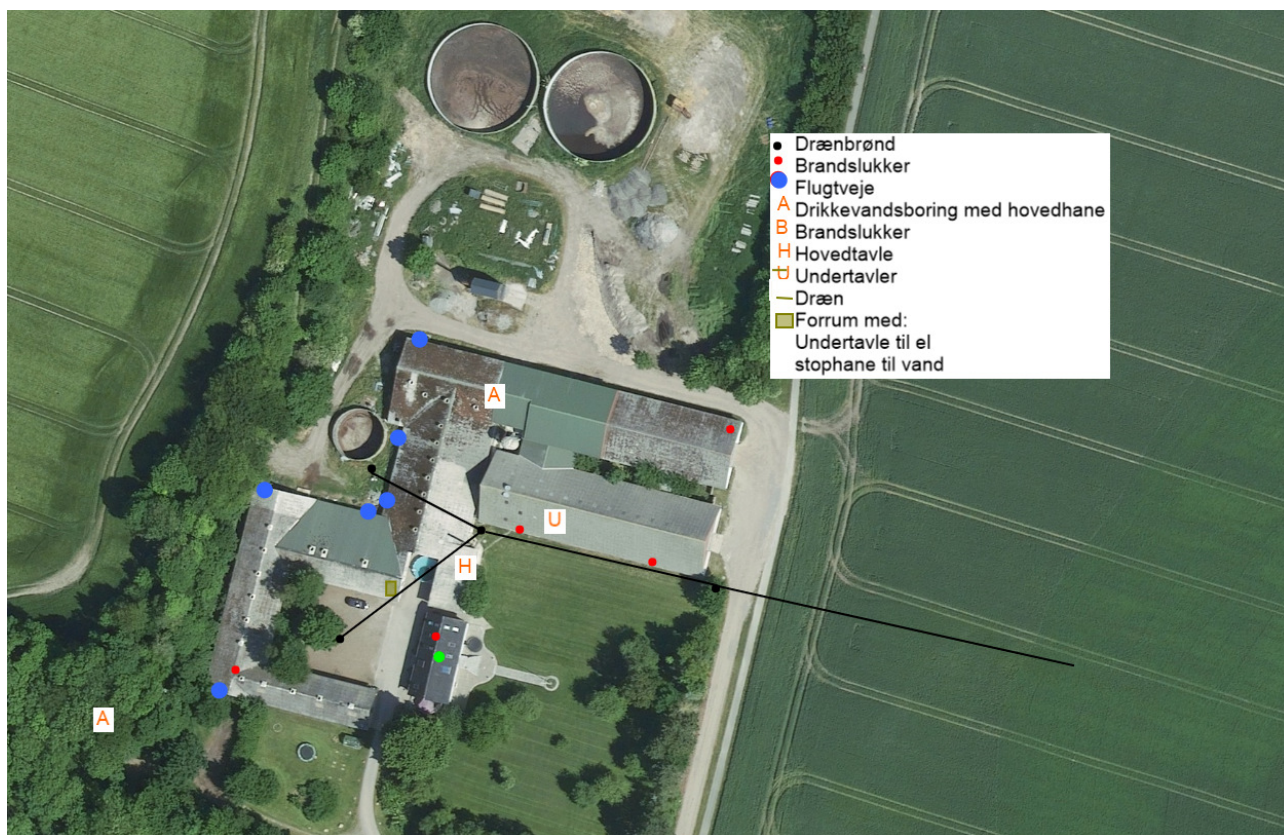 Drænbrønd
Brandslukker
Flugtveje
A Drikkevandsboring med hovedhane
B Brandslukker
H Hovedtavle
U Undertavler
Dræn
Forrum med:
Undertavle til el
stophane til vand
A
U
H
A